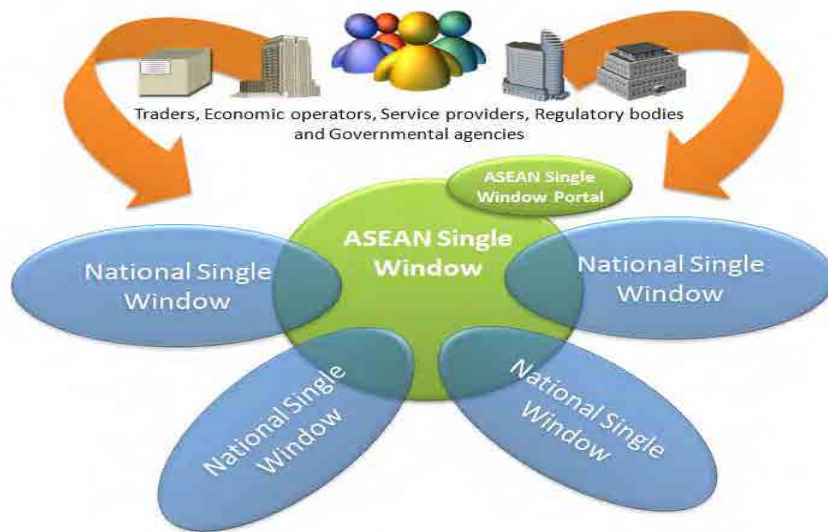 Traders, Economic operators, Service providers, Regulatory bodies
and Governmental agencies
ASEAN Single
Window Portal
ASEAN Single
Window
National Single
Window
National Single
Window
National Single
Window
National Single
Window